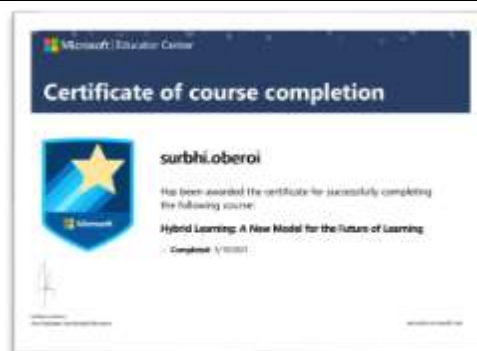 Microsoft | Educator Center
Certificate of course completion
surbhi.oberoi
Has been awarded the certificate for successfully completing
the following course:
Hybrid Learning: A New Model for the Future of Learning
Completed:
Microsoft